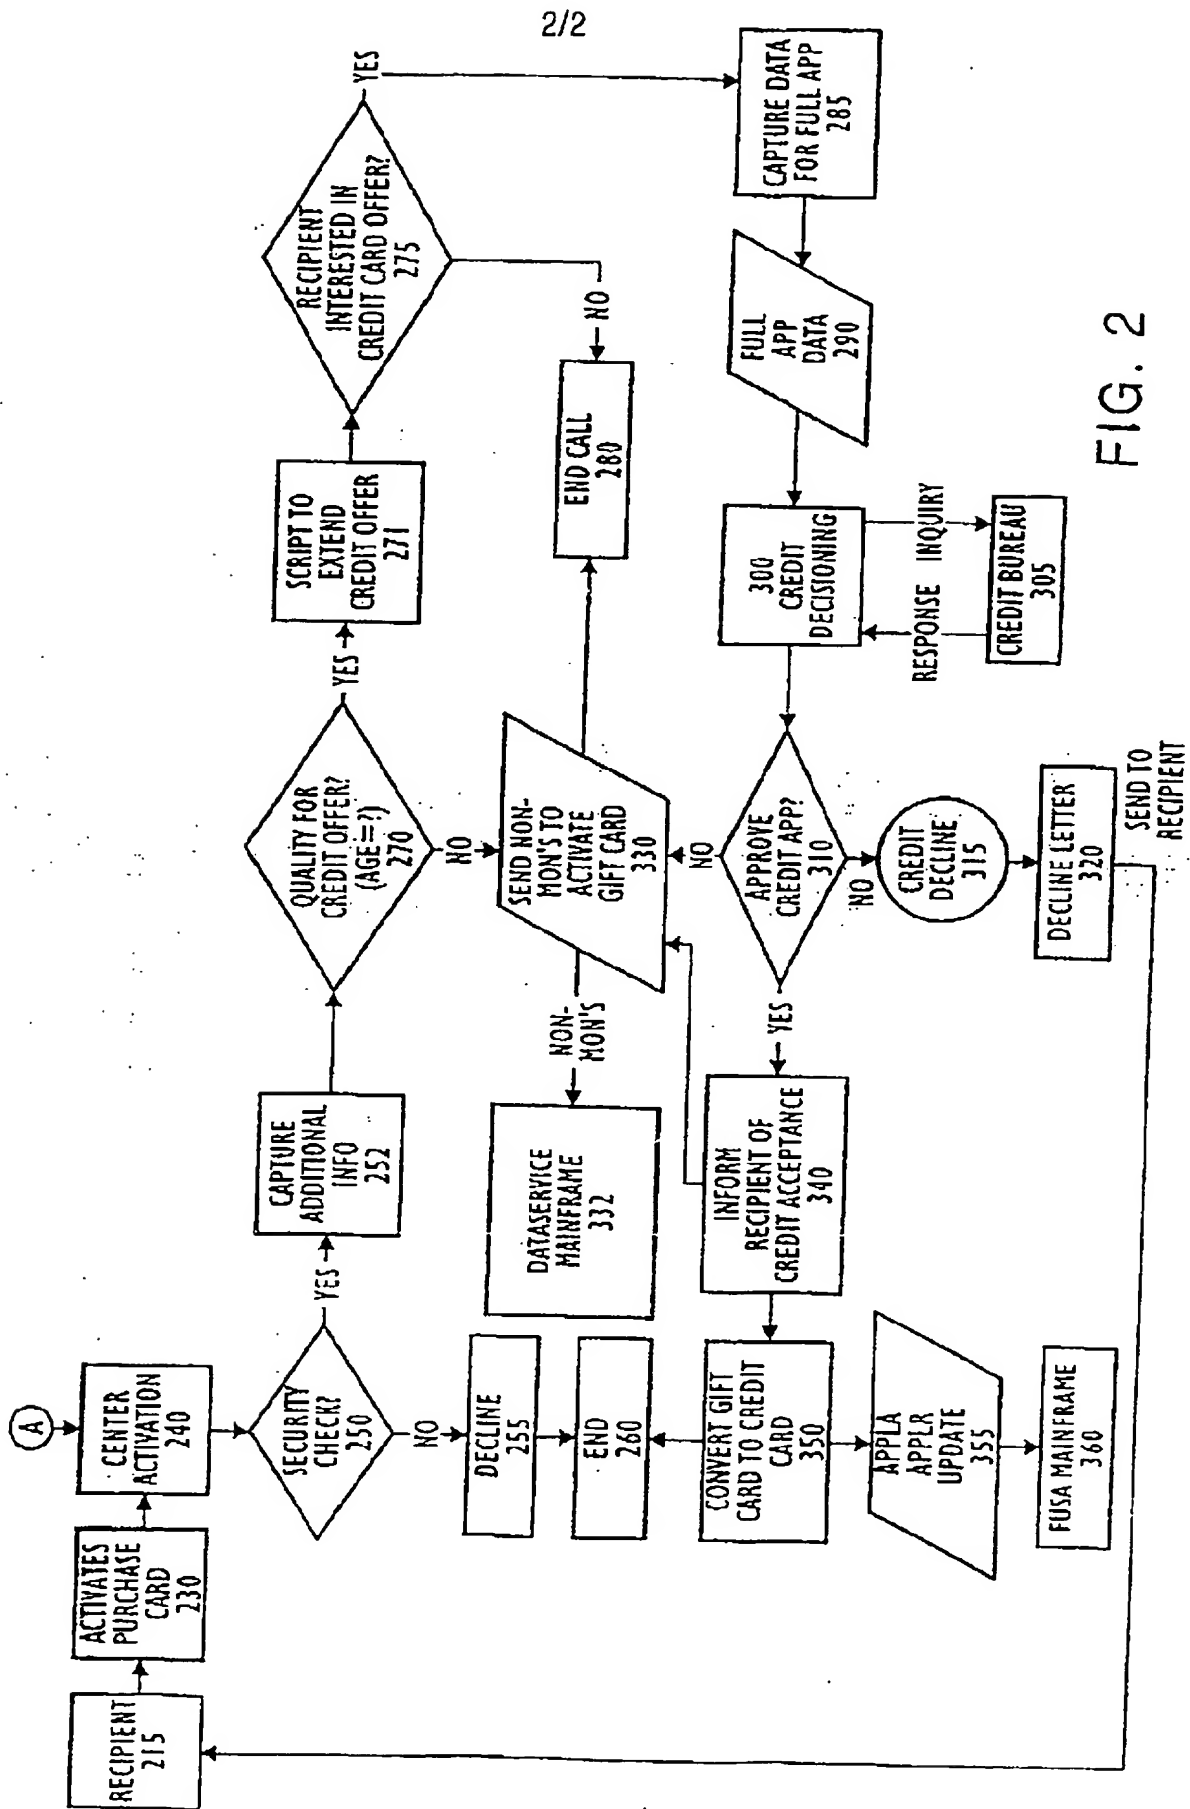 2/2
A
RECIPIENT
215
ACTIVATES
PURCHASE
CARD
230
CENTER
ACTIVATION
240
SECURITY
CHECK?
250
YES
NO
CAPTURE
ADDITIONAL
INFO
252
QUALITY FOR
CREDIT OFFER?
(AGE=?)
270
YES
NO
SCRIPT TO
EXTEND
CREDIT OFFER
271
RECIPIENT
INTERESTED IN
CREDIT CARD OFFER?
275
YES
NO
DECLINE
255
END
260
DATASERVICE
MAINFRAME
332
NON-
MON'S
SEND NON-
MON'S TO
ACTIVATE
GIFT CARD
330
END CALL
280
CAPTURE DATA
FOR FULL APP
285
FULL
APP
DATA
290
300
CREDIT
DECISIONING
RESPONSE
INQUIRY
CREDIT BUREAU
305
APPROVE
CREDIT APP?
310
NO
NO
YES
CREDIT
DECLINE
315
DECLINE LETTER
320
SEND TO
RECIPIENT
INFORM
RECIPIENT OF
CREDIT ACCEPTANCE
340
CONVERT GIFT
CARD TO CREDIT
CARD
350
APPLA
APPLR
UPDATE
355
FUSA MAINFRAME
360
FIG. 2